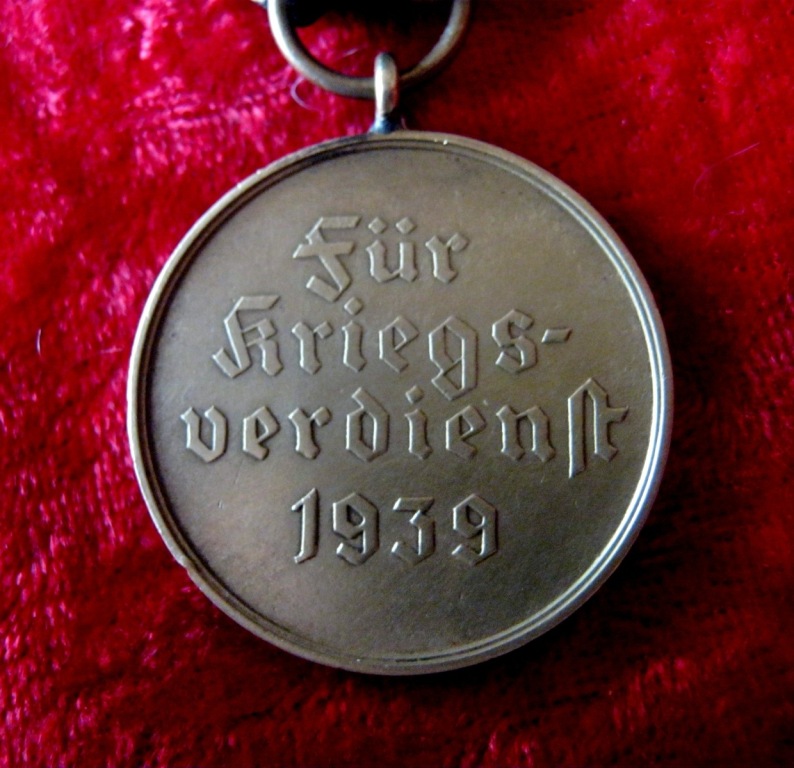 Für
Kriegs-
verdienst
1939